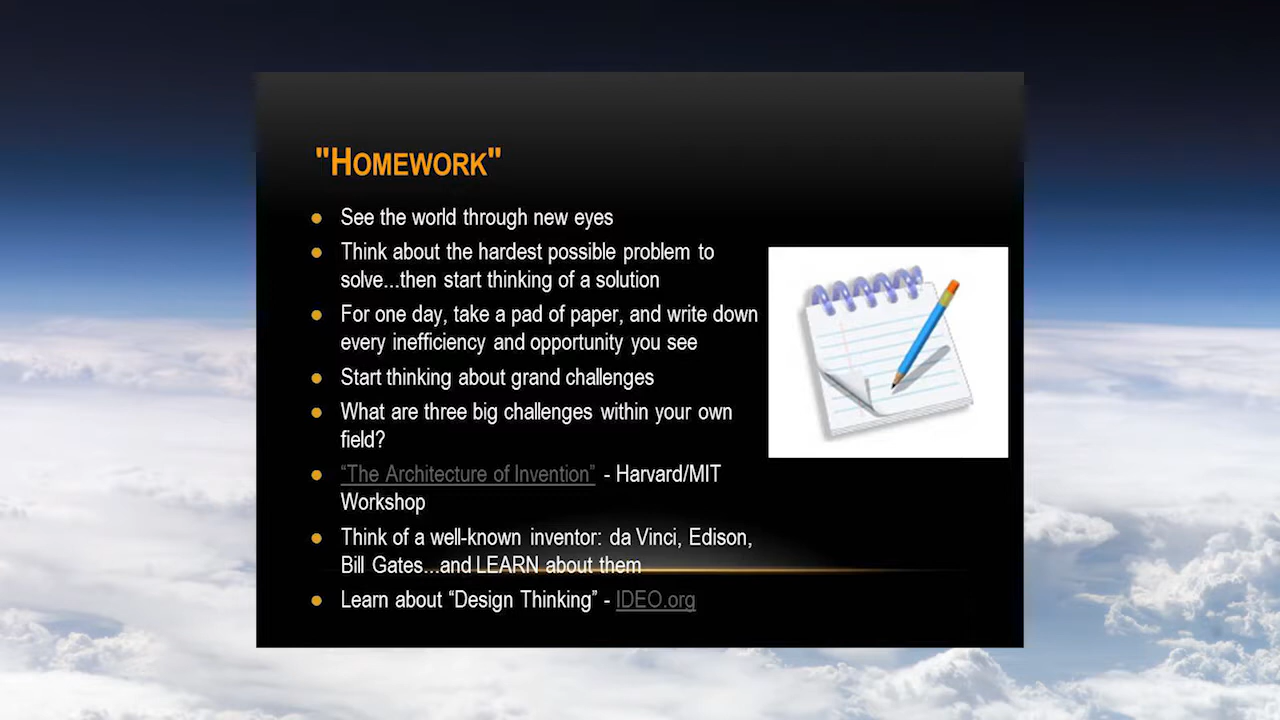 "HOMEWORK"
See the world through new eyes
Think about the hardest possible problem to
solve...then start thinking of a solution
For one day, take a pad of paper, and write down
every inefficiency and opportunity you see
Start thinking about grand challenges
What are three big challenges within your own
field?
“The Architecture of Invention” - Harvard/MIT
Workshop
Think of a well-known inventor: da Vinci, Edison,
Bill Gates...and LEARN about them
Learn about “Design Thinking” - IDEO.org